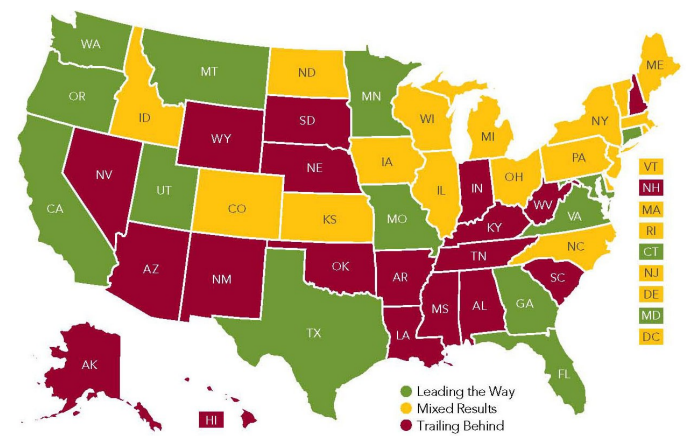 WA
MT
ND
MN
ME
OR
ID
WY
SD
WI
MI
NY
NV
UT
CO
NE
IA
IL
IN
OH
PA
CA
KS
MO
KY
WV
VA
AZ
NM
OK
AR
TN
NC
SC
TX
LA
MS
AL
GA
FL
AK
HI
VT
NH
MA
RI
CT
NJ
DE
MD
DC
Leading the Way
Mixed Results
Trailing Behind